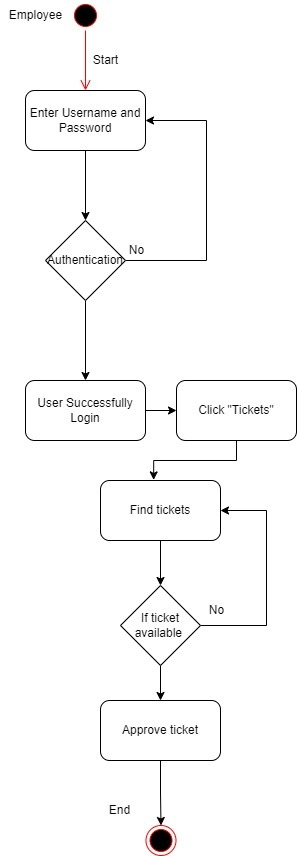 Employee
Start
Enter Username and
Password
Authentication
No
User Successfully
Login
Click "Tickets"
Find tickets
If ticket
available
No
Approve ticket
End